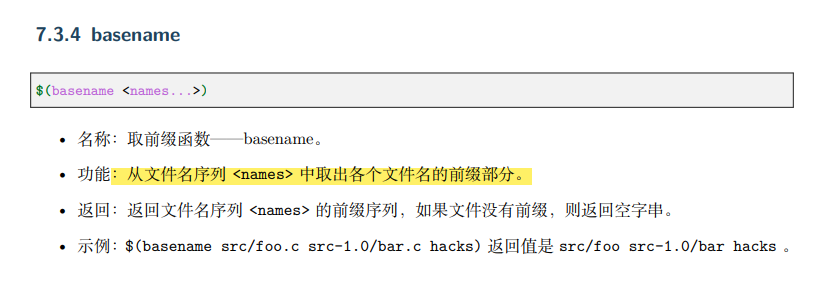 7.3.4 basename
$(basename <names...>)
• 名称：取前缀函数——basename。
• 功能：从文件名序列 <names> 中取出各个文件名的前缀部分。
• 返回：返回文件名序列 <names> 的前缀序列，如果文件没有前缀，则返回空字串。
• 示例：$(basename src/foo.c src-1.0/bar.c hacks) 返回值是 src/foo src-1.0/bar hacks 。